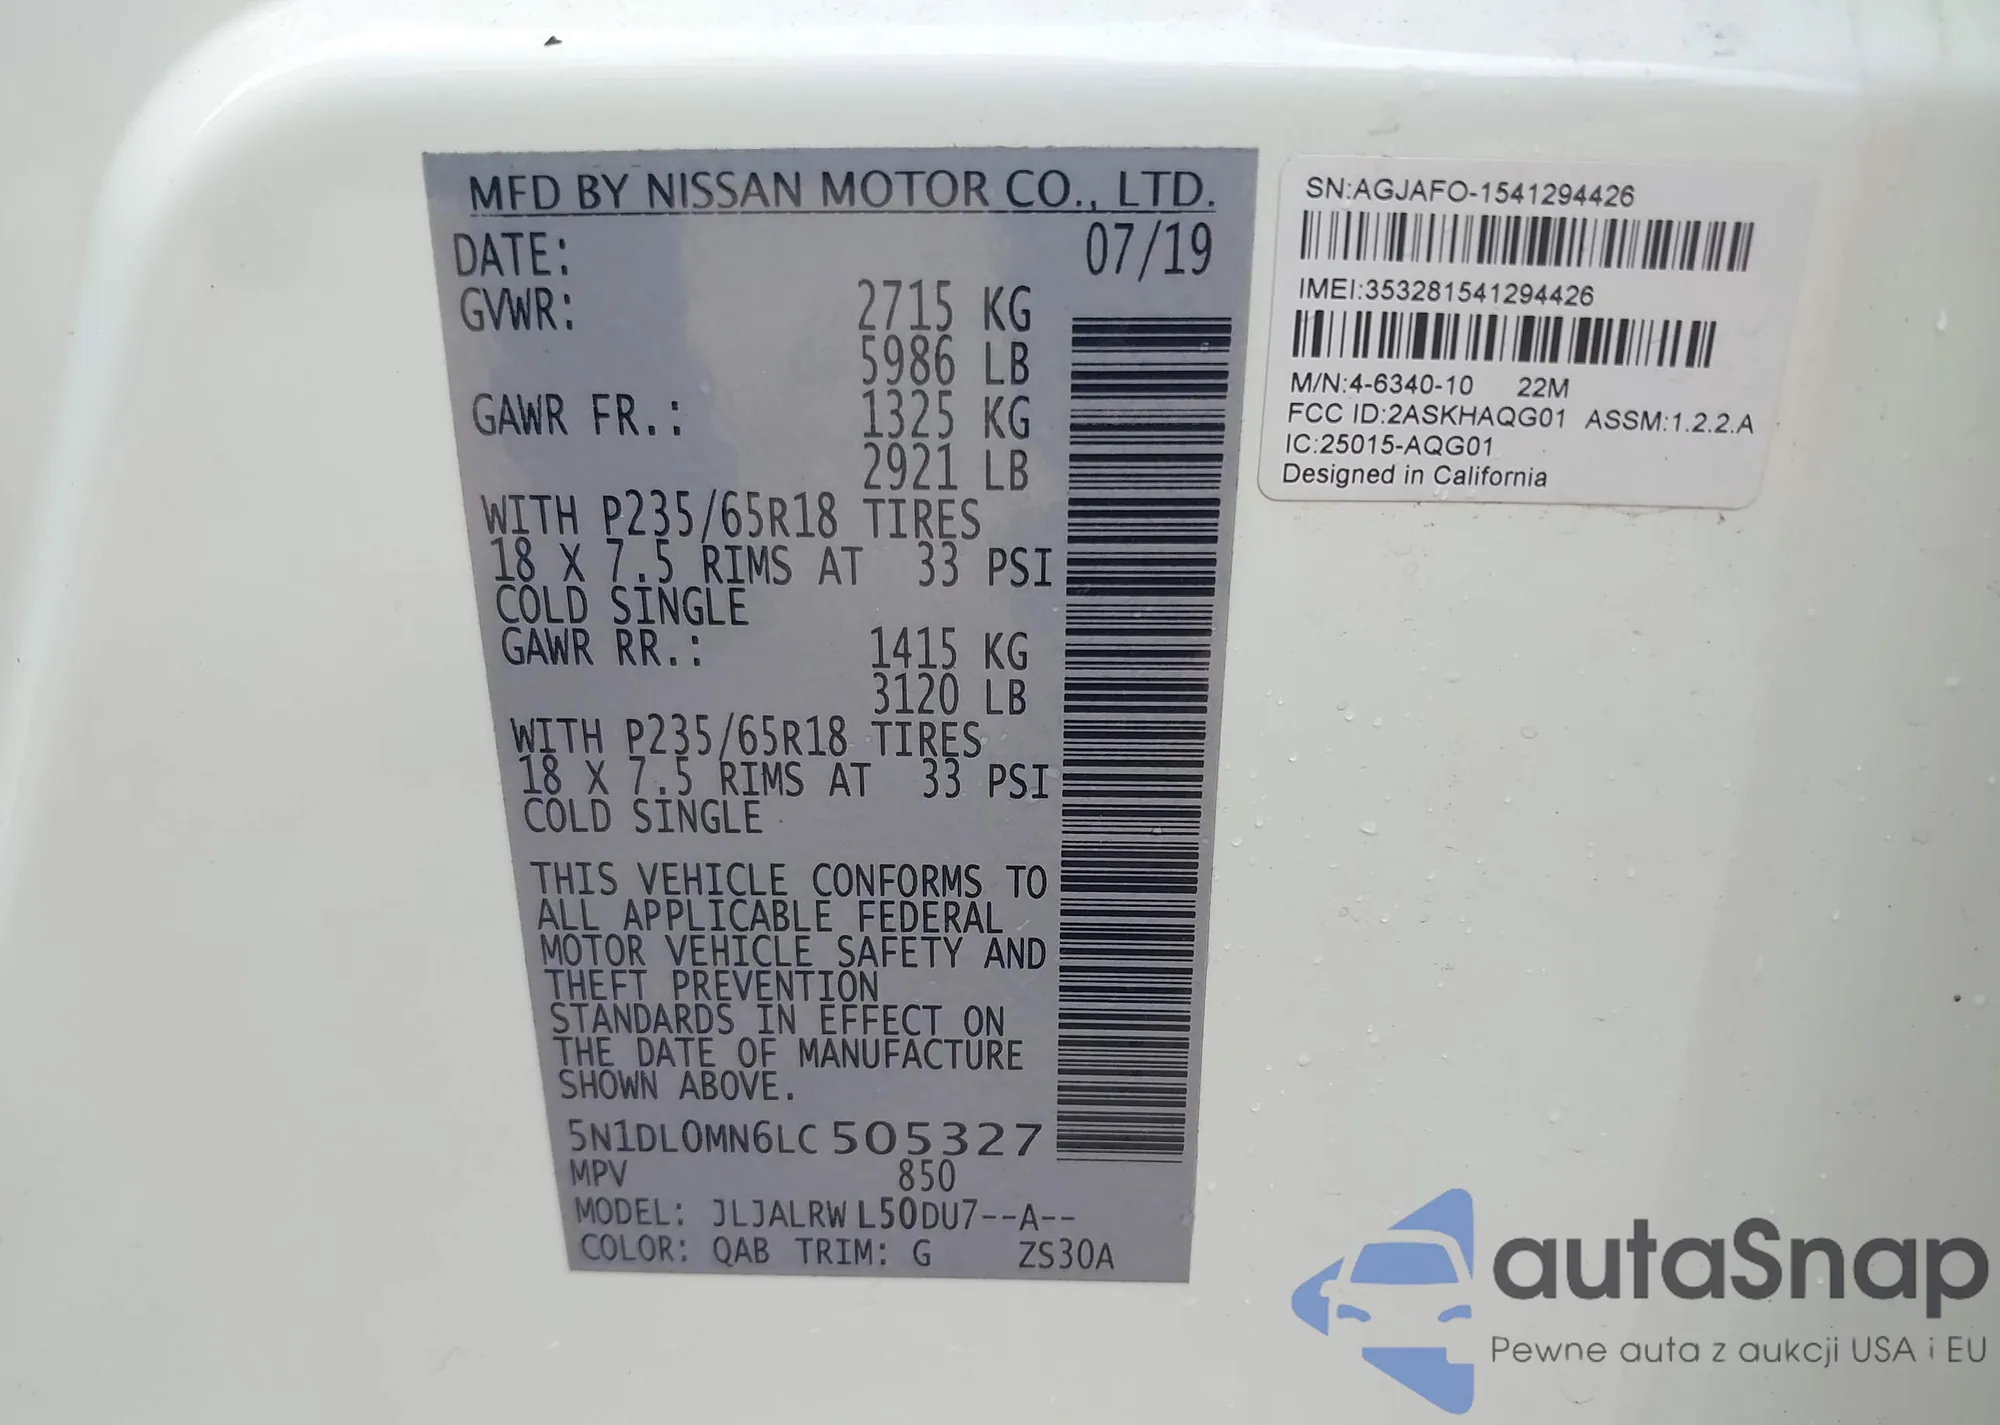 MFD BY NISSAN MOTOR CO., LTD.
DATE: 07/19
GVWR: 2715 KG
5986 LB
GAWR FR.: 1325 KG
2921 LB
WITH P235/65R18 TIRES
18 X 7.5 RIMS AT 33 PSI
COLD SINGLE
GAWR RR.: 1415 KG
3120 LB
WITH P235/65R18 TIRES
18 X 7.5 RIMS AT 33 PSI
COLD SINGLE
THIS VEHICLE CONFORMS TO
ALL APPLICABLE FEDERAL
MOTOR VEHICLE SAFETY AND
THEFT PREVENTION
STANDARDS IN EFFECT ON
THE DATE OF MANUFACTURE
SHOWN ABOVE.
5N1DL0MN6LC505327
MPV 850
MODEL: JLJALRW L50DU7--A--
COLOR: QAB TRIM: G ZS30A
SN:AGJAFO-1541294426
IMEI:353281541294426
M/N:4-6340-10 22M
FCC ID:2ASKHAQG01 ASSM:1.2.2.A
IC:25015-AQG01
Designed in California
autaSnap
Pewne auta z aukcji USA i EU